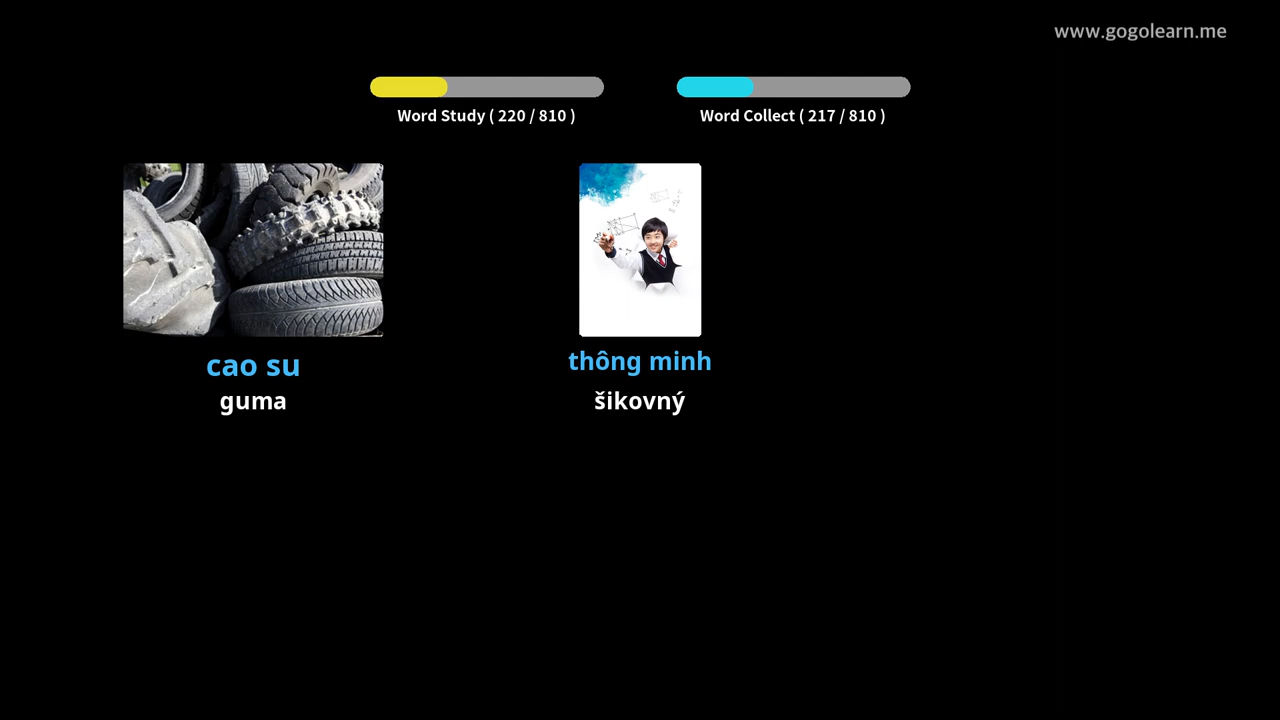 www.gogolearn.me
Word Study ( 220 / 810 )
Word Collect ( 217 / 810 )
cao su
guma
thông minh
šikovný